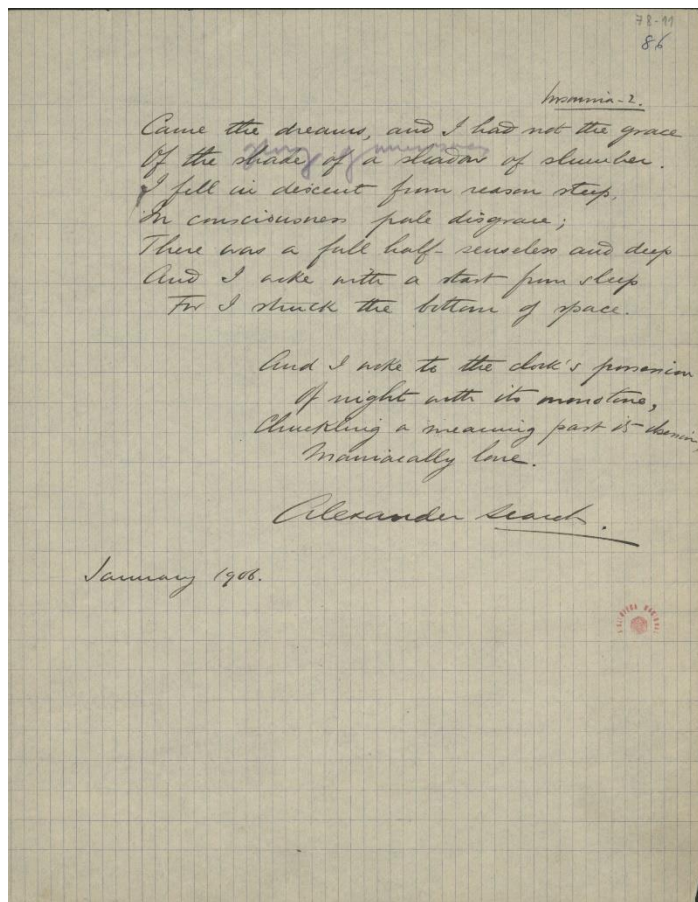 78-11
86
Insomnia-2.
Came the dreams, and I had not the grace
Of the shade of a shadow of slumber.
I fell in descent from reason steep,
In consciousness pale disgrace;
There was a fall half-senseless and deep
And I woke with a start from sleep
For I struck the bottom of space.
And I woke to the clock's possession
Of night with its monotone,
Chuckling a meaning past its
Maniacally lone.
Alexander Search.
January 1906.